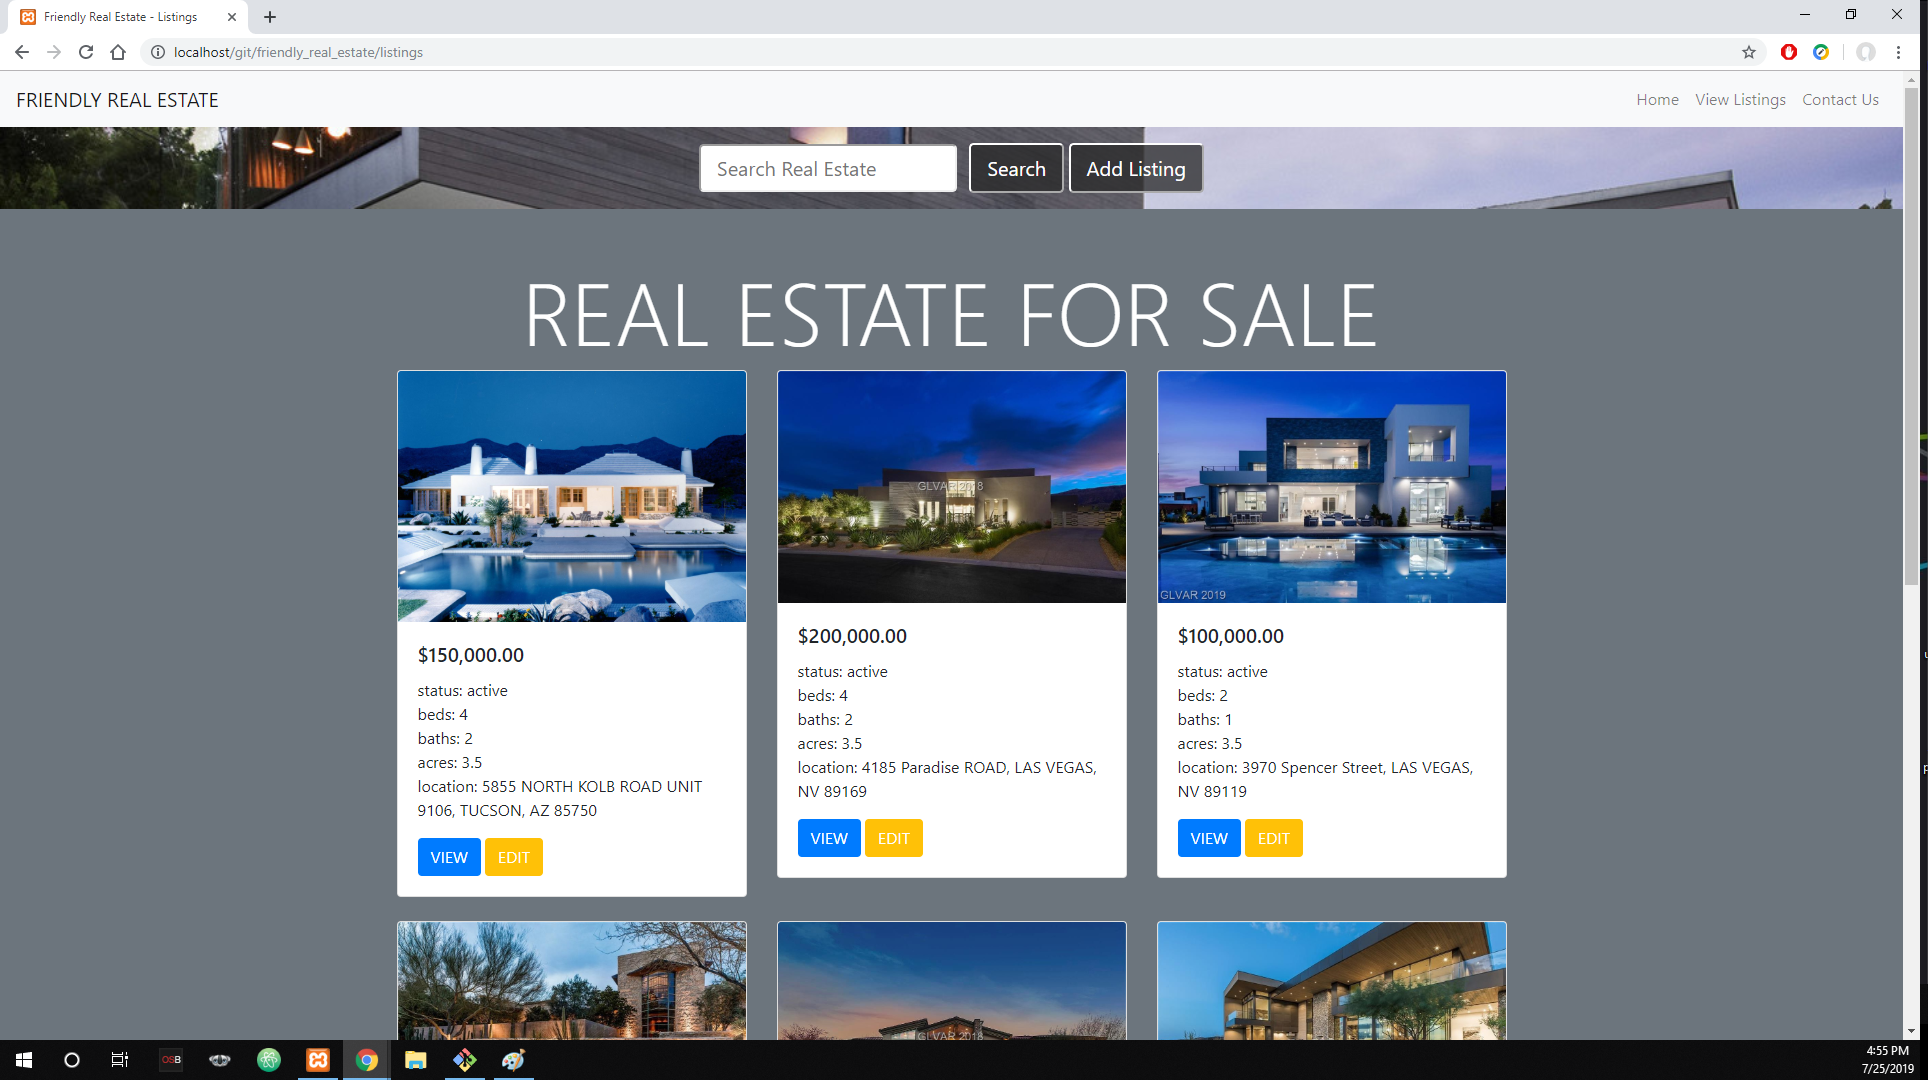 Friendly Real Estate - Listings
localhost/git/friendly_real_estate/listings
FRIENDLY REAL ESTATE
Home View Listings Contact Us
Search Real Estate Search Add Listing
REAL ESTATE FOR SALE
GLVAR 2018
GLVAR 2019
$150,000.00
status: active
beds: 4
baths: 2
acres: 3.5
location: 5855 NORTH KOLB ROAD UNIT
9106, TUCSON, AZ 85750
VIEW EDIT
$200,000.00
status: active
beds: 4
baths: 2
acres: 3.5
location: 4185 Paradise ROAD, LAS VEGAS,
NV 89169
VIEW EDIT
$100,000.00
status: active
beds: 2
baths: 1
acres: 3.5
location: 3970 Spencer Street, LAS VEGAS,
NV 89119
VIEW EDIT
GLVAR 2018
OSB
4:55 PM
7/25/2019